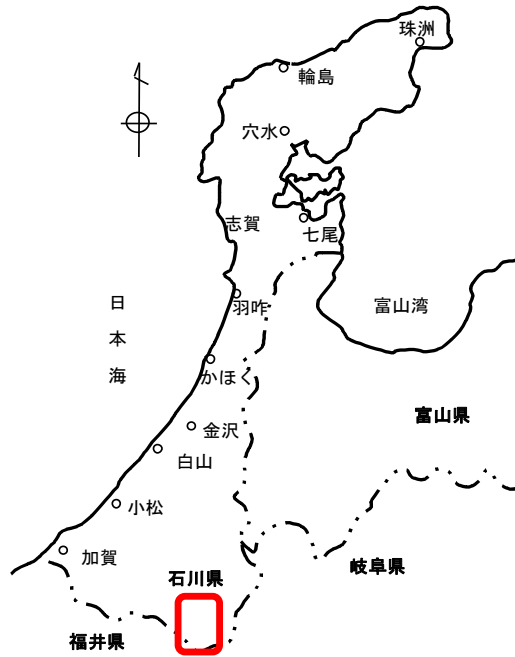 珠洲
輪島
穴水
志賀
七尾
羽咋
富山湾
日本海
かほく
金沢
富山県
白山
小松
加賀
岐阜県
石川県
福井県